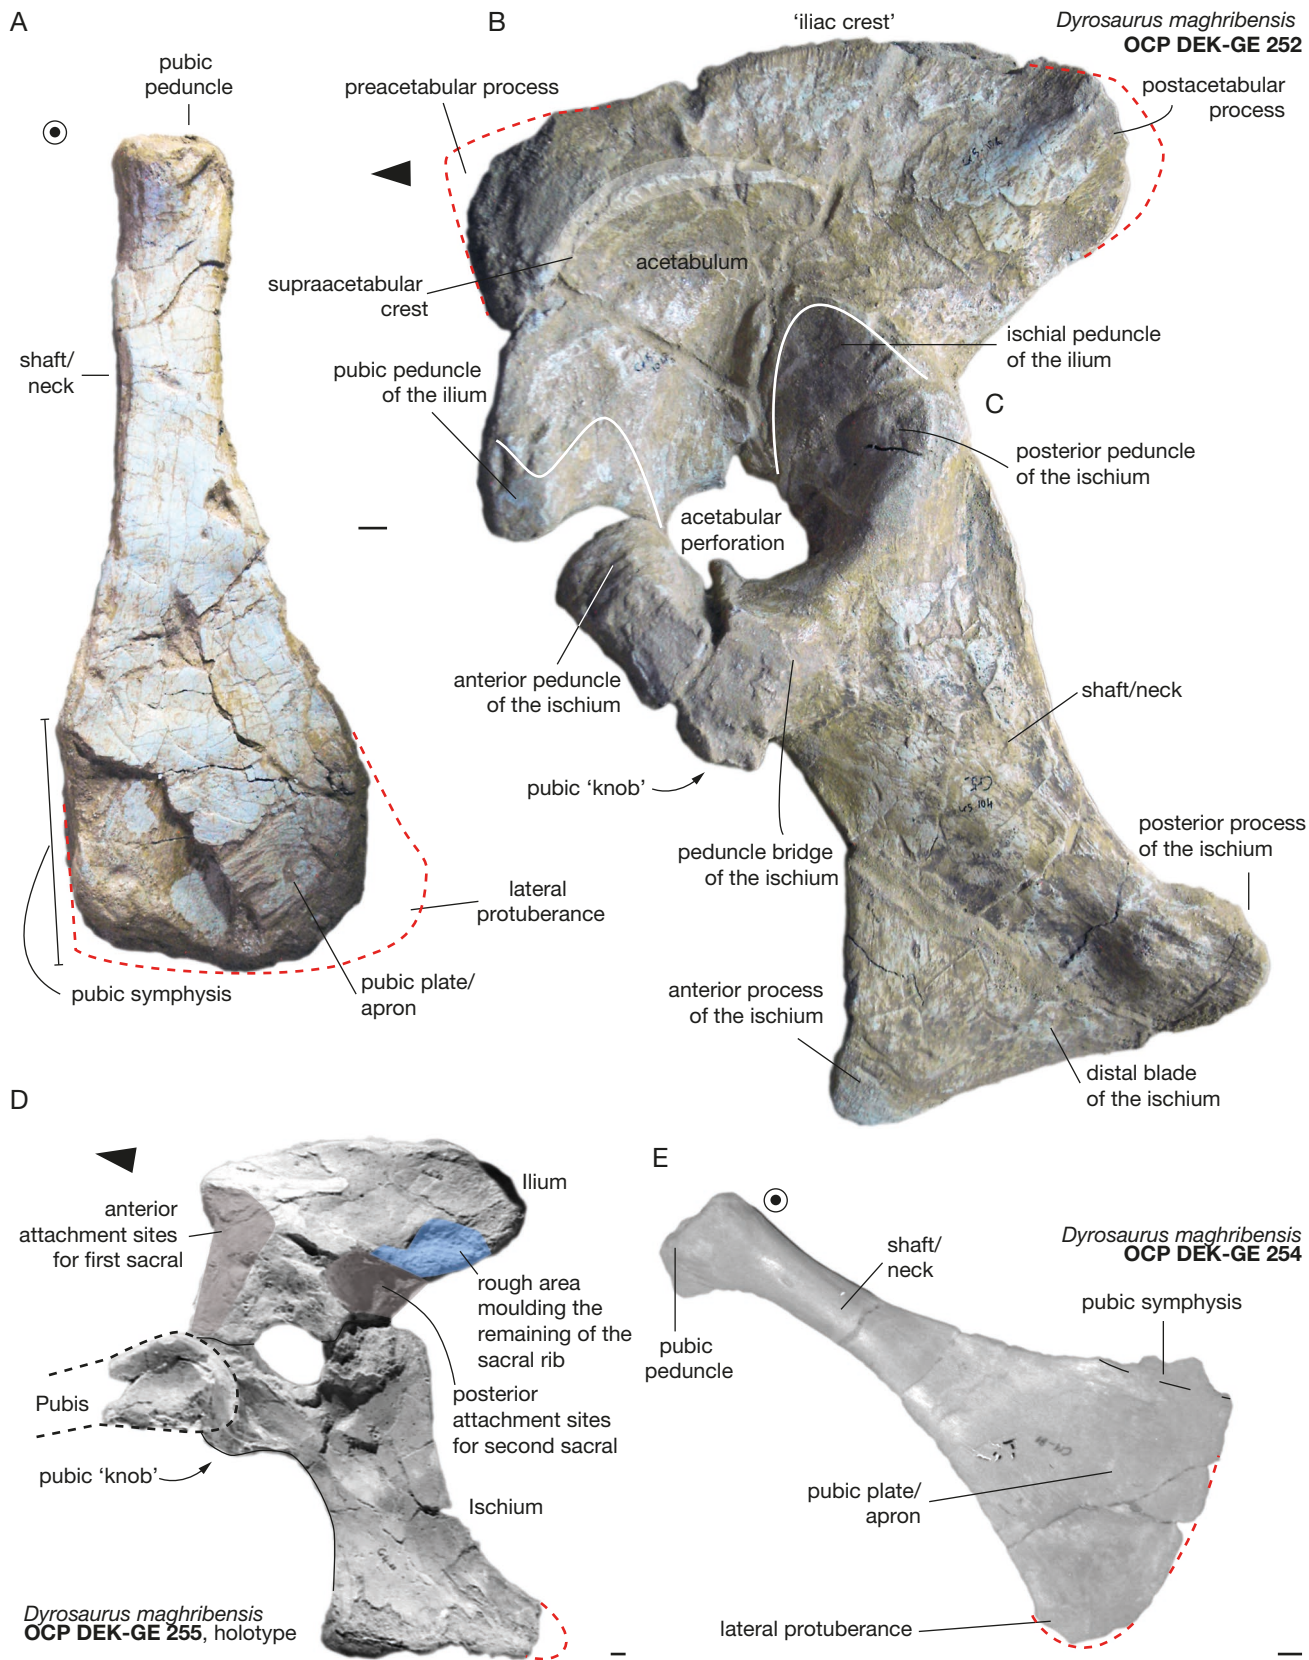 A
B
'iliac crest'
Dyrosaurus maghribensis
OCP DEK-GE 252
pubic
peduncle
preacetabular process
postacetabular
process
supraacetabular
crest
acetabulum
shaft/
neck
pubic peduncle
of the ilium
ischial peduncle
of the ilium
C
posterior peduncle
of the ischium
acetabular
perforation
anterior peduncle
of the ischium
shaft/neck
pubic 'knob'
peduncle bridge
of the ischium
posterior process
of the ischium
lateral
protuberance
pubic symphysis
pubic plate/
apron
anterior process
of the ischium
distal blade
of the ischium
D
Ilium
anterior
attachment sites
for first sacral
rough area
moulding the
remaining of the
sacral rib
posterior
attachment sites
for second sacral
Pubis
pubic 'knob'
Ischium
Dyrosaurus maghribensis
OCP DEK-GE 255, holotype
E
Dyrosaurus maghribensis
OCP DEK-GE 254
shaft/
neck
pubic symphysis
pubic
peduncle
pubic plate/
apron
lateral protuberance